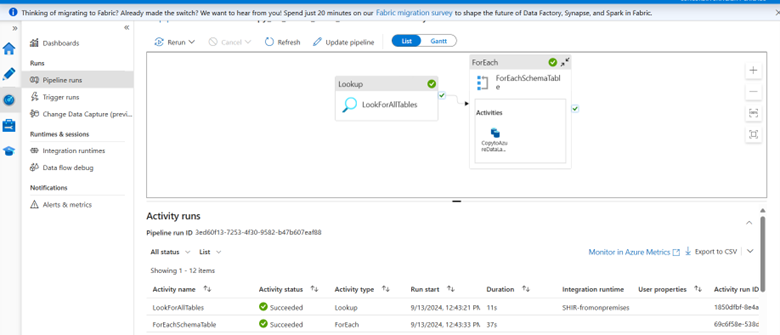 Thinking of migrating to Fabric? Already made the switch? We want to hear from you! Spend just 20 minutes on our Fabric migration survey to shape the future of Data Factory, Synapse, and Spark in Fabric.
Dashboards
Runs
Pipeline runs
Trigger runs
Change Data Capture (previ...
Runtimes & sessions
Integration runtimes
Data flow debug
Notifications
Alerts & metrics
Rerun Cancel Refresh Update pipeline List Gantt
Lookup
LookForAllTables
ForEach
ForEachSchemaTabl
e
Activities
CopytoAz
ureDataLa...
Activity runs
Pipeline run ID 3ed60f13-7253-4f30-9582-b47b607eaf88
All status List Monitor in Azure Metrics Export to CSV
Showing 1 - 12 items
Activity name Activity status Activity type Run start Duration Integration runtime User properties Activity run ID
LookForAllTables Succeeded Lookup 9/13/2024, 12:43:21 PM 11s SHIR-fromonpremises 1850dfbf-8e4a
ForEachSchemaTable Succeeded ForEach 9/13/2024, 12:43:33 PM 37s 69c6f58e-538c